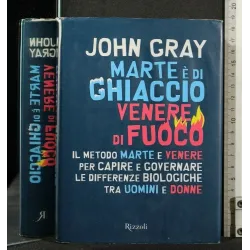 JOHN GRAY
MARTE È DI
GHIACCIO
VENERE
DI FUOCO
IL METODO MARTE E VENERE
PER CAPIRE E GOVERNARE
LE DIFFERENZE BIOLOGICHE
TRA UOMINI E DONNE
Rizzoli
JOHN
GRAY
MARTE È DI
GHIACCIO
VENERE
DI FUOCO
R